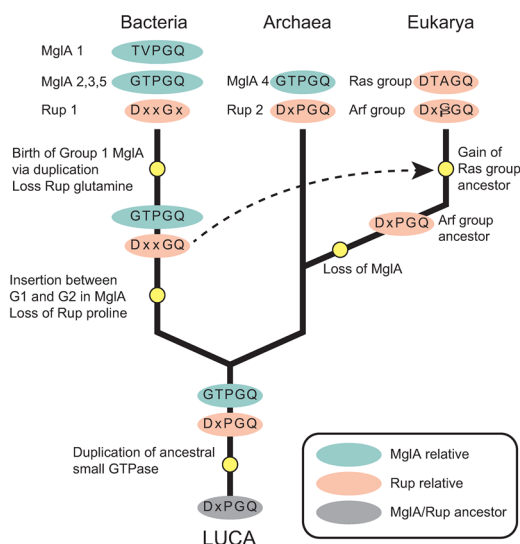 Bacteria Archaea Eukarya
MglA 1 TVPGQ
MglA 2,3,5 GTPGQ MglA 4 GTPGQ Ras group DTAGQ
Rup 1 DxxGx Rup 2 DxPGQ Arf group
Birth of Group 1 MglA
via duplication
Loss Rup glutamine
Gain of
Ras group
ancestor
GTPGQ
DxxGQ
DxPGQ Arf group
ancestor
Loss of MglA
Insertion between
G1 and G2 in MglA
Loss of Rup proline
GTPGQ
DxPGQ
Duplication of ancestral
small GTPase
DxPGQ
LUCA
MglA relative
Rup relative
MglA/Rup ancestor